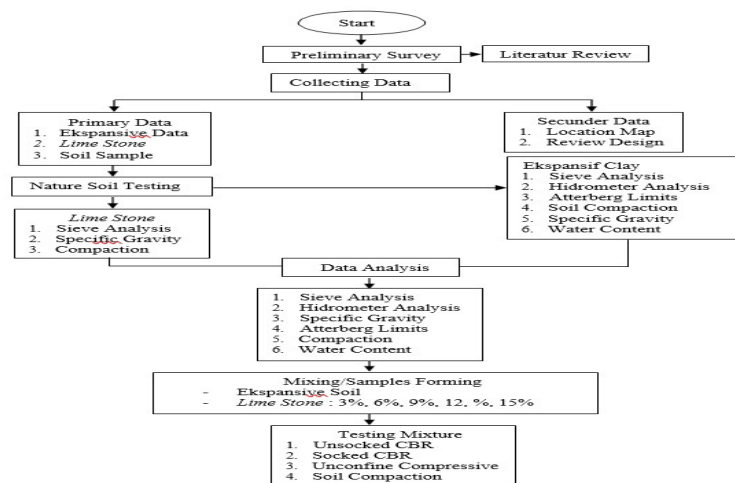 Start
Preliminary Survey
Literatur Review
Collecting Data
Primary Data
1. Ekspansive Data
2. Lime Stone
3. Soil Sample
Secunder Data
1. Location Map
2. Review Design
Nature Soil Testing
Ekspansif Clay
1. Sieve Analysis
2. Hidrometer Analysis
3. Atterberg Limits
4. Soil Compaction
5. Specific Gravity
6. Water Content
Lime Stone
1. Sieve Analysis
2. Specific Gravity
3. Compaction
Data Analysis
1. Sieve Analysis
2. Hidrometer Analysis
3. Specific Gravity
4. Atterberg Limits
5. Compaction
6. Water Content
Mixing/Samples Forming
- Ekspansive Soil
- Lime Stone : 3%, 6%, 9%, 12, %, 15%
Testing Mixture
1. Unsocked CBR
2. Socked CBR
3. Unconfine Compressive
4. Soil Compaction